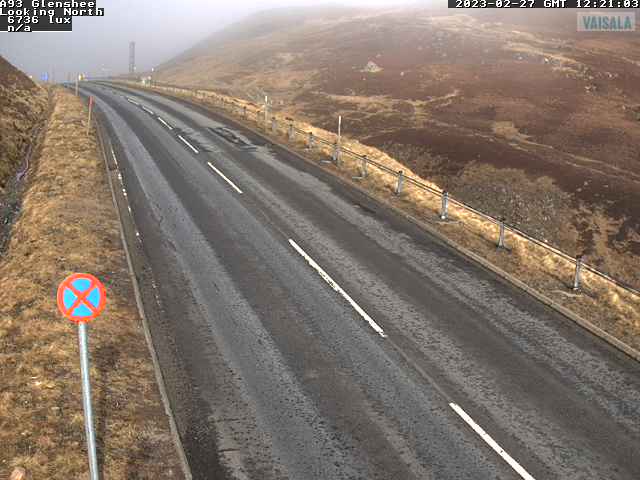 A93 Glenshee
Looking North
6736 lux
n/a
2023-02-27 GMT 12:21:03
VAISALA